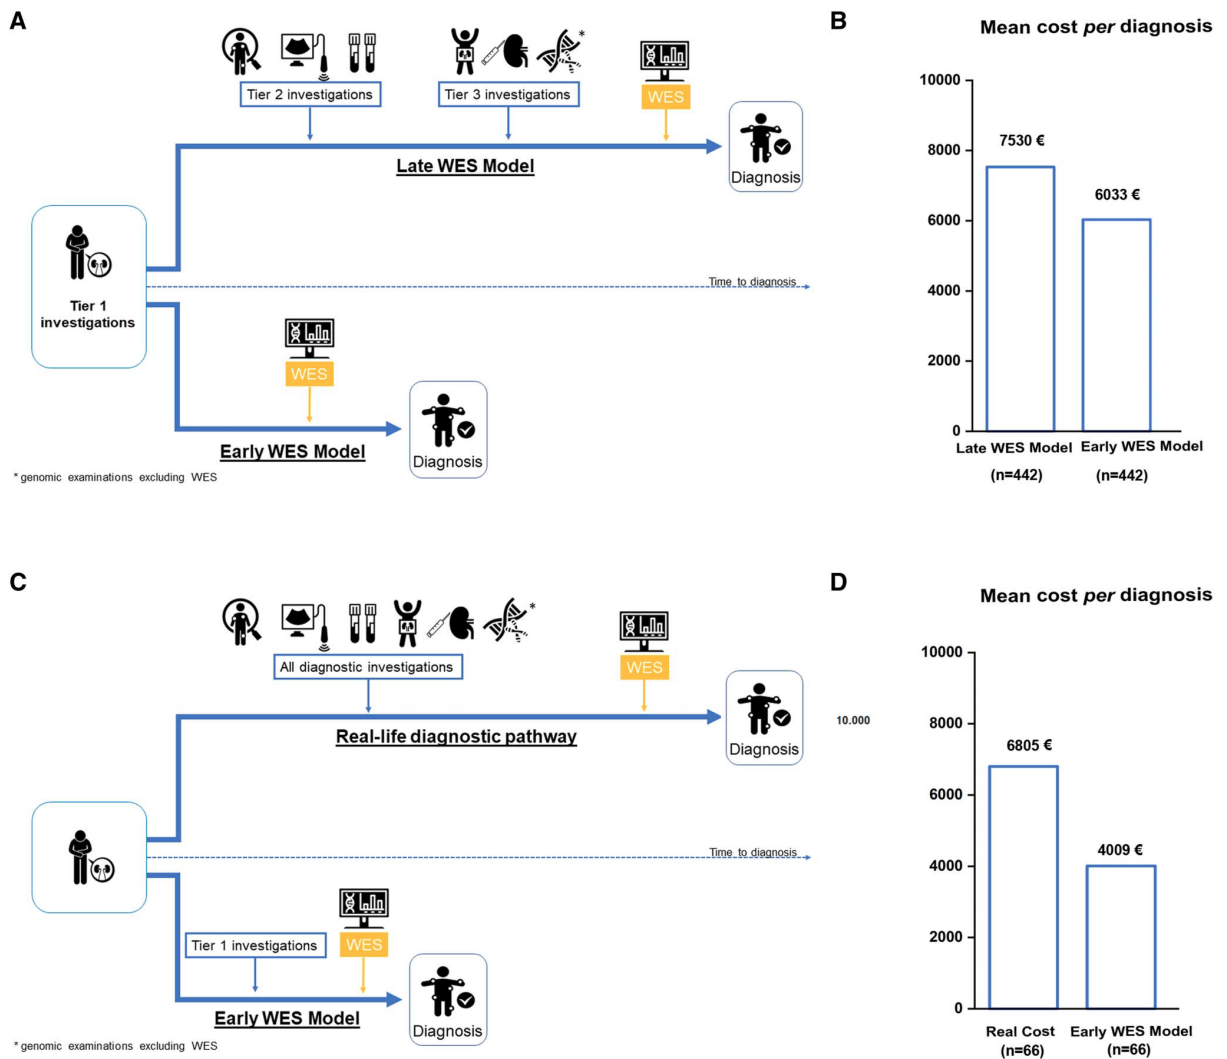 A
*
Tier 2 investigations
Tier 3 investigations
WES
Late WES Model
Diagnosis
Tier 1
investigations
Time to diagnosis
WES
Early WES Model
Diagnosis
* genomic examinations excluding WES
B
Mean cost per diagnosis
10000
8000
6000
4000
2000
0
7530 €
6033 €
Late WES Model
(n=442)
Early WES Model
(n=442)
C
*
All diagnostic investigations
WES
Real-life diagnostic pathway
Diagnosis
Time to diagnosis
Tier 1 investigations
WES
Early WES Model
Diagnosis
* genomic examinations excluding WES
D
Mean cost per diagnosis
10.000
10000
8000
6000
4000
2000
0
6805 €
4009 €
Real Cost
(n=66)
Early WES Model
(n=66)